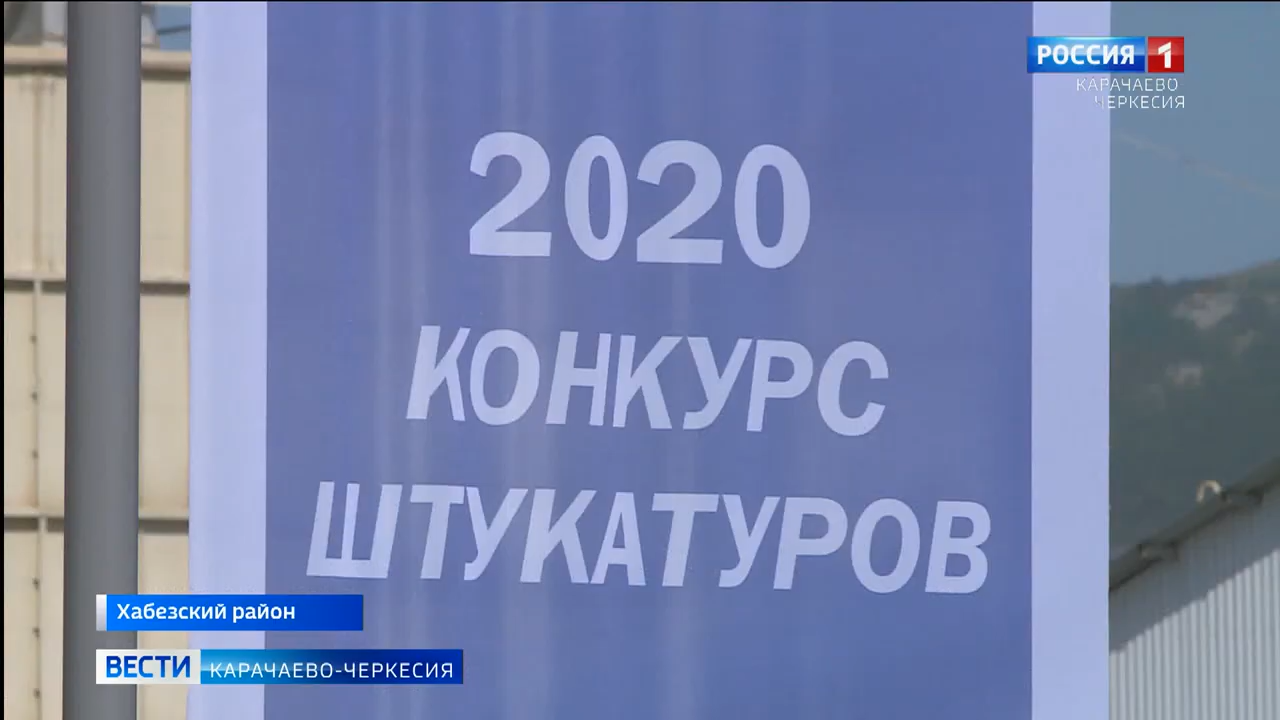 РОССИЯ 1
КАРАЧАЕВО
ЧЕРКЕСИЯ
2020
КОНКУРС
ШТУКАТУРОВ
Хабезский район
ВЕСТИ КАРАЧАЕВО-ЧЕРКЕСИЯ